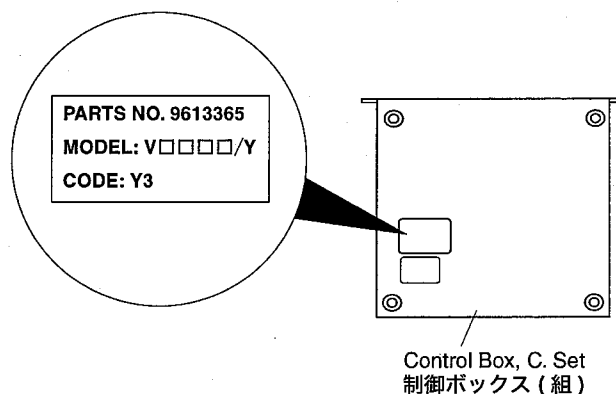 PARTS NO. 9613365
MODEL: V□□□□/Y
CODE: Y3
Control Box, C. Set
制御ボックス ( 組 )